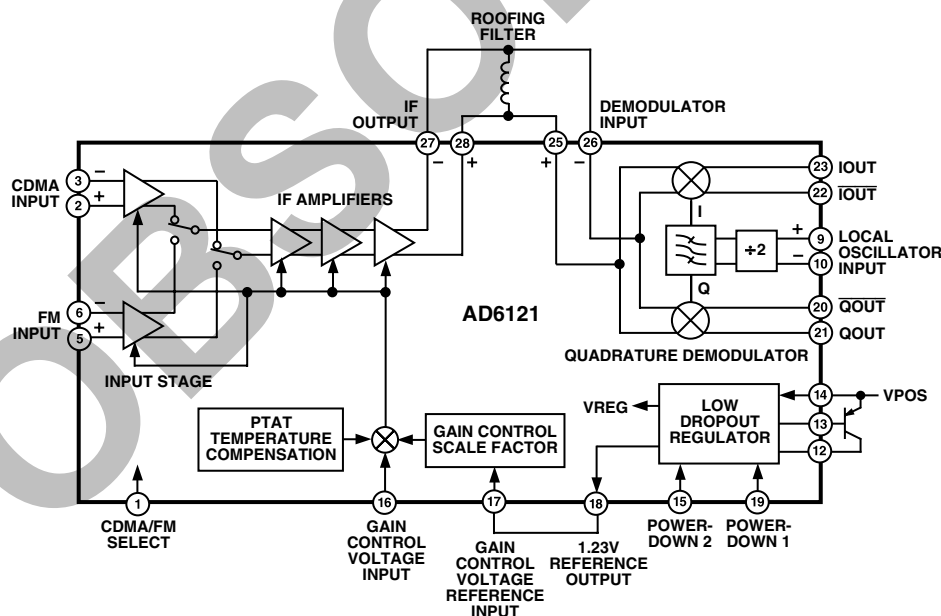 OBSOLETE
ROOFING
FILTER
IF
OUTPUT
DEMODULATOR
INPUT
27
28
25
26
−
+
+
−
CDMA
INPUT
3
−
2
+
IF AMPLIFIERS
23
IOUT
22
IOUT
I
÷2
+
9
LOCAL
OSCILLATOR
INPUT
−
10
Q
FM
INPUT
6
−
5
+
AD6121
20
QOUT
21
QOUT
QUADRATURE DEMODULATOR
INPUT STAGE
PTAT
TEMPERATURE
COMPENSATION
GAIN CONTROL
SCALE FACTOR
VREG
LOW
DROPOUT
REGULATOR
14
VPOS
13
12
1
16
17
18
15
19
CDMA/FM
SELECT
GAIN
CONTROL
VOLTAGE
INPUT
GAIN
CONTROL
VOLTAGE
REFERENCE
INPUT
1.23V
REFERENCE
OUTPUT
POWER-
DOWN 2
POWER-
DOWN 1